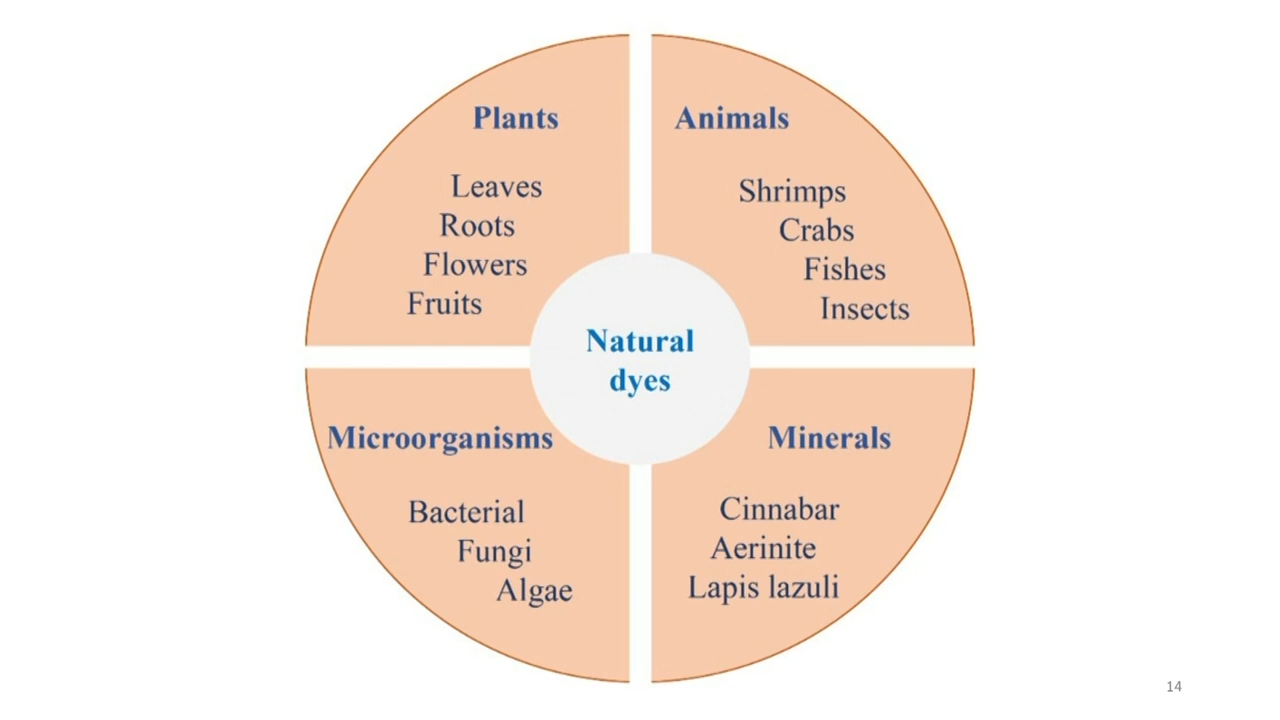 Plants
Leaves
Roots
Flowers
Fruits
Animals
Shrimps
Crabs
Fishes
Insects
Natural
dyes
Microorganisms
Bacterial
Fungi
Algae
Minerals
Cinnabar
Aerinite
Lapis lazuli
14